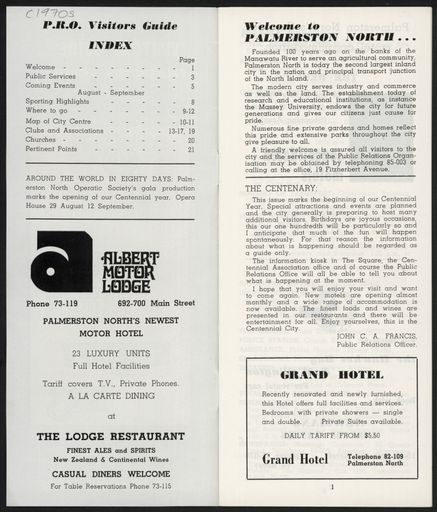 C1970s
P.R.O. Visitors Guide
INDEX
Page
Welcome - - - - - - - - 1
Public Services - - - - - - - 3
Coming Events - - - - - - - 5
August - September
Sporting Highlights - - - - - - 8
Where to go - - - - - - - 9-12
Map of City Centre - - - - - - 10-11
Clubs and Associations - - - - - 13-17, 19
Churches - - - - - - - - 20
Pertinent Points - - - - - - - 21
AROUND THE WORLD IN EIGHTY DAYS: Palm-
erston North Operatic Society's gala production
marks the opening of our Centennial year. Opera
House 29 August 12 September.
ALBERT
MOTOR
LODGE
Phone 73-119 692-700 Main Street
PALMERSTON NORTH'S NEWEST
MOTOR HOTEL
23 LUXURY UNITS
Full Hotel Facilities
Tariff covers T.V., Private Phones.
A LA CARTE DINING
at
THE LODGE RESTAURANT
FINEST ALES and SPIRITS
New Zealand & Continental Wines
CASUAL DINERS WELCOME
For Table Reservations Phone 73-115
Welcome to
PALMERSTON NORTH . . .
Founded 100 years ago on the banks of the
Manawatu River to serve an agricultural community,
Palmerston North is today the second largest inland
city in the nation and principal transport junction
of the North Island.
The modern city serves industry and commerce
as well as the land. The establishment today of
research and educational institutions, as instance
the Massey University, endows the city for future
generations and gives our citizens just cause for
pride.
Numerous fine private gardens and homes reflect
this pride and extensive parks throughout the city
give pleasure to all.
A friendly welcome is assured all visitors to the
city and the services of the Public Relations Organ-
isation may be obtained by telephoning 85-003 or
calling at the office, 19 Fitzherbert Avenue.
THE CENTENARY:
This issue marks the beginning of our Centennial
Year. Special attractions and events are planned
and the city generally is preparing to host many
additional visitors. Birthdays are joyous occasions,
this our one hundredth will be particularly so and
I anticipate that much of the fun will happen
spontaneously. For that reason the information
about what is happening should be regarded as
a guide only.
The information kiosk in The Square, the Cen-
tennial Association office and of course the Public
Relations Office will all be able to tell you about
what is happening at the moment.
I hope that you will enjoy your visit and want
to come again. New motels are opening almost
monthly and a wide range of accommodation is
now available. The finest foods and wines are
presented in our restaurants and there will be
entertainment for all. Enjoy yourselves, this is the
Centennial City.
JOHN C. A. FRANCIS,
Public Relations Officer.
GRAND HOTEL
Recently renovated and newly furnished,
this Hotel offers full facilities and services.
Bedrooms with private showers — single
and double. Private Suites available.
DAILY TARIFF FROM $5.50
Grand Hotel Telephone 82-109
Palmerston North
1